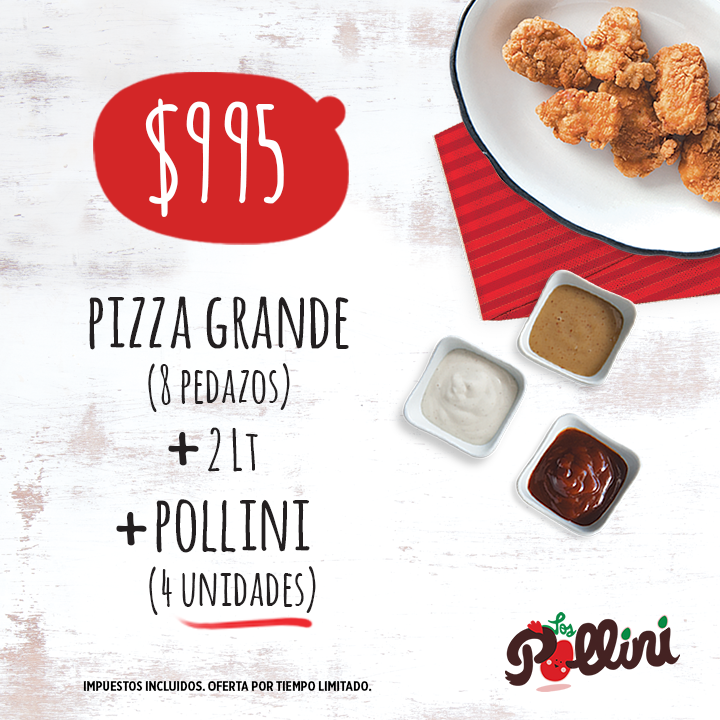 $995
PIZZA GRANDE
(8 PEDAZOS)
+ 2 LT
+ POLLINI
(4 UNIDADES)
Los
Pollini
IMPUESTOS INCLUIDOS. OFERTA POR TIEMPO LIMITADO.